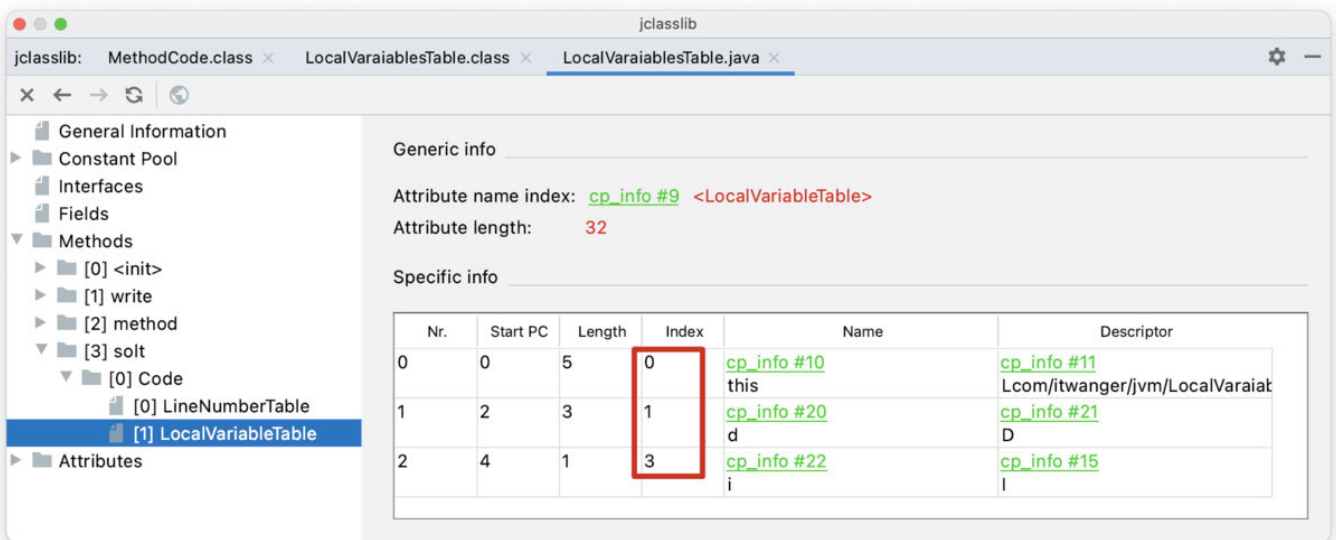 jclasslib
jclasslib: MethodCode.class LocalVaraiablesTable.class LocalVaraiablesTable.java
General Information
Constant Pool
Interfaces
Fields
Methods
[0] <init>
[1] write
[2] method
[3] solt
[0] Code
[0] LineNumberTable
[1] LocalVariableTable
Attributes
Generic info
Attribute name index: cp_info #9 <LocalVariableTable>
Attribute length: 32
Specific info
Nr. Start PC Length Index Name Descriptor
0 0 5 0 cp_info #10 cp_info #11
this Lcom/itwanger/jvm/LocalVaraiab
1 2 3 1 cp_info #20 cp_info #21
d D
2 4 1 3 cp_info #22 cp_info #15
i I